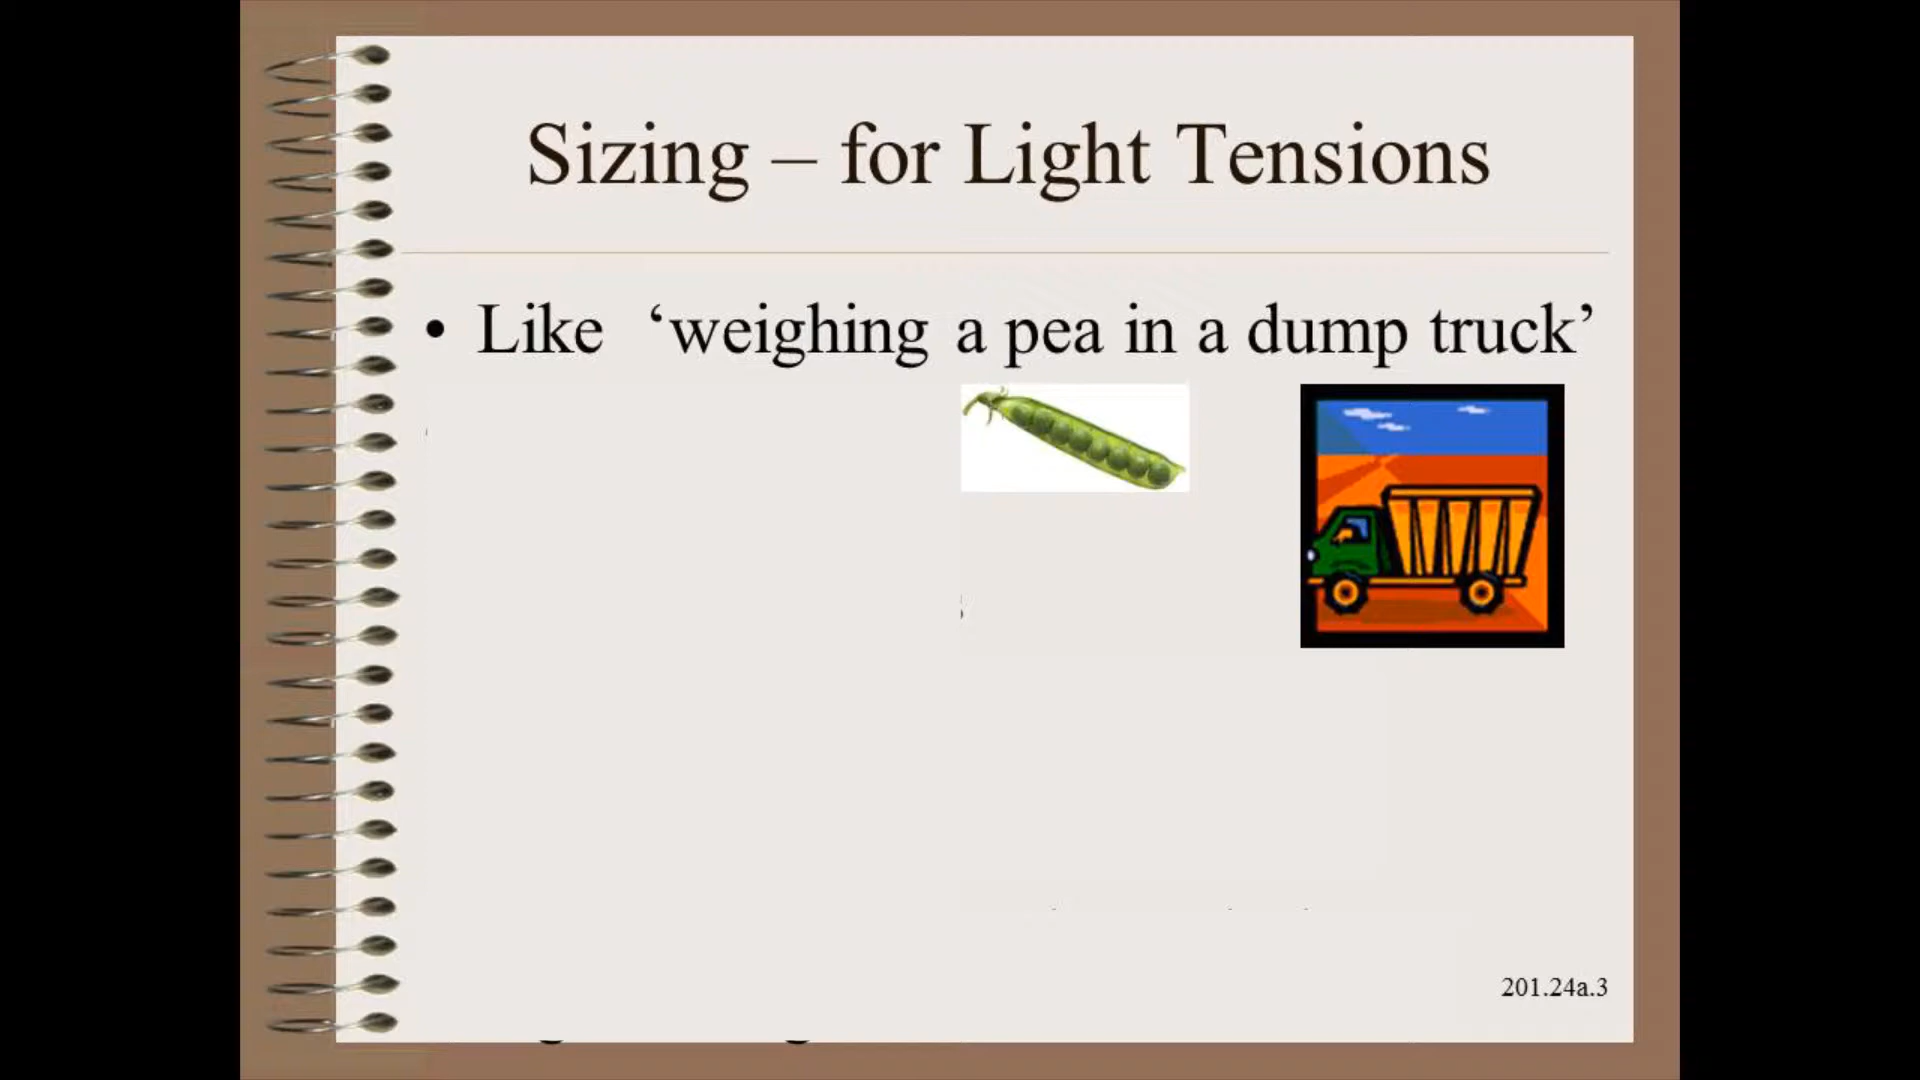 Sizing – for Light Tensions
• Like ‘weighing a pea in a dump truck’
201.24a.3